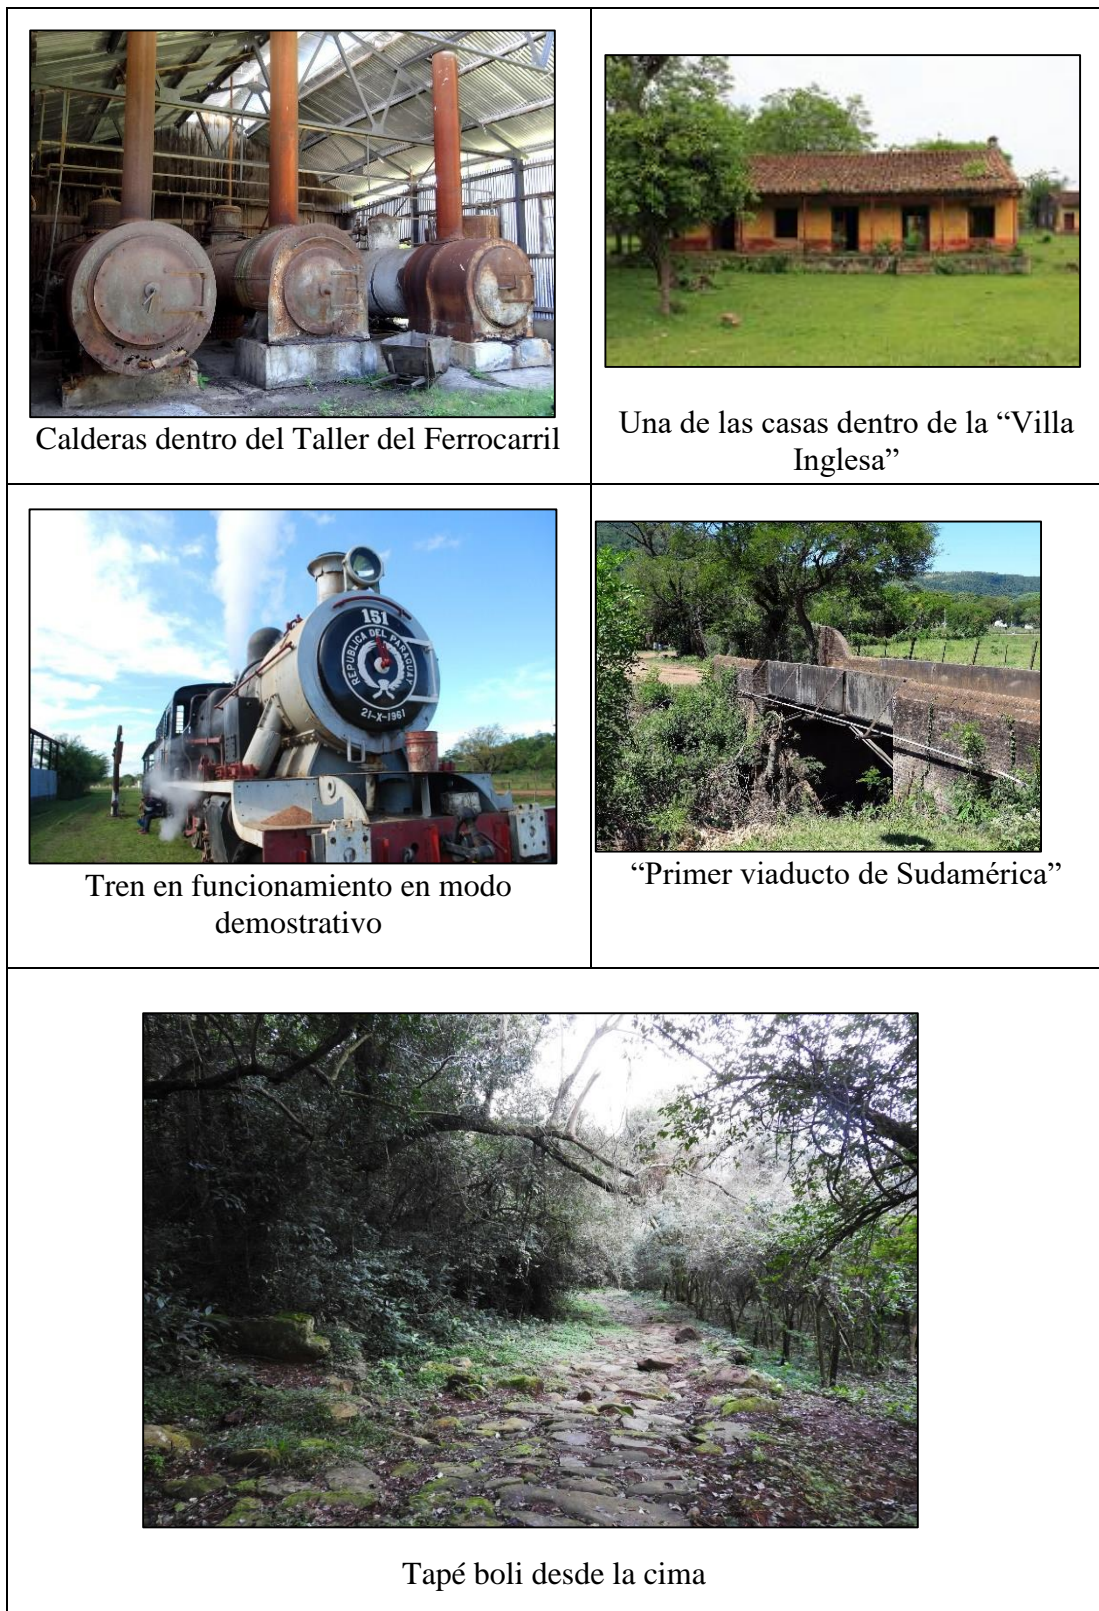 Calderas dentro del Taller del Ferrocarril
Una de las casas dentro de la “Villa
Inglesa”
151
REPUBLICA DEL PARAGUAY
21-X-1961
Tren en funcionamiento en modo
demostrativo
“Primer viaducto de Sudamérica”
Tapé boli desde la cima